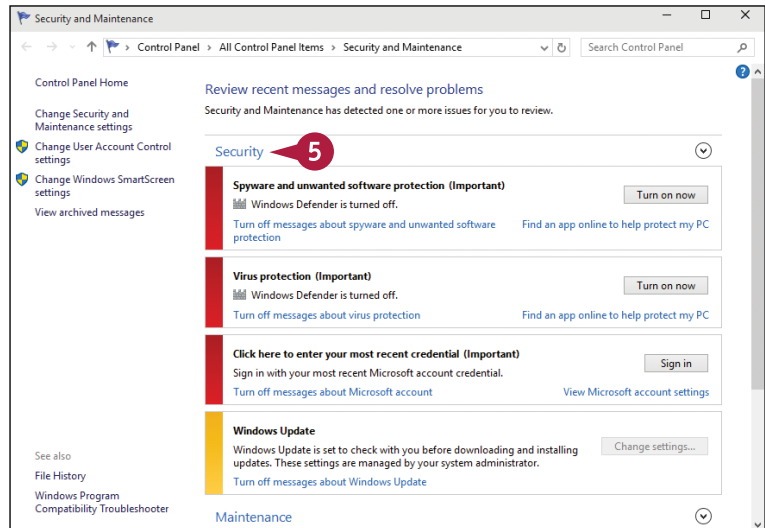 Security and Maintenance
Control Panel > All Control Panel Items > Security and Maintenance
Search Control Panel
Control Panel Home
Change Security and
Maintenance settings
Change User Account Control
settings
Change Windows SmartScreen
settings
View archived messages
See also
File History
Windows Program
Compatibility Troubleshooter
?
Review recent messages and resolve problems
Security and Maintenance has detected one or more issues for you to review.
Security
5
Spyware and unwanted software protection (Important)
Windows Defender is turned off.
Turn on now
Turn off messages about spyware and unwanted software
protection
Find an app online to help protect my PC
Virus protection (Important)
Windows Defender is turned off.
Turn on now
Turn off messages about virus protection
Find an app online to help protect my PC
Click here to enter your most recent credential (Important)
Sign in with your most recent Microsoft account credential.
Sign in
Turn off messages about Microsoft account
View Microsoft account settings
Windows Update
Windows Update is set to check with you before downloading and installing
updates. These settings are managed by your system administrator.
Change settings...
Turn off messages about Windows Update
Maintenance